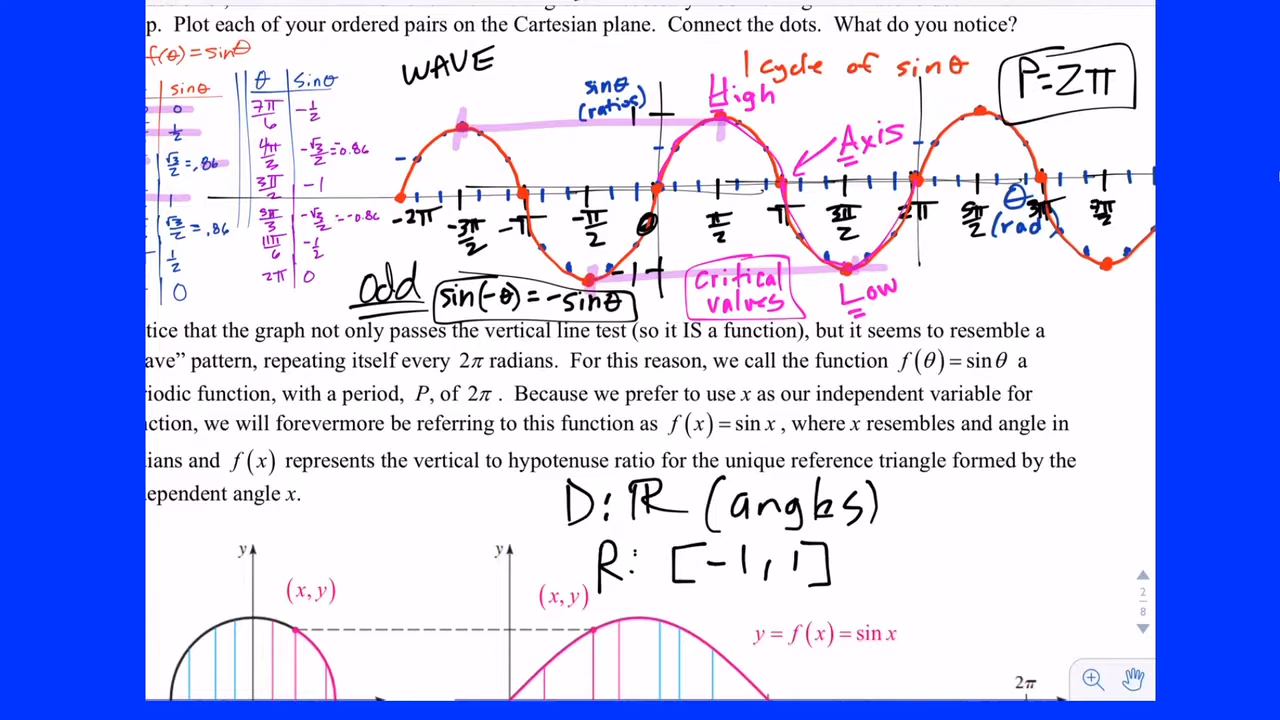 p. Plot each of your ordered pairs on the Cartesian plane. Connect the dots. What do you notice?
f(θ) = sinθ
sinθ
0
1/2
√3/2 = .86
1
√3/2 = .86
1/2
0
θ sinθ
7π/6 -1/2
4π/3 -√3/2 = -0.86
3π/2 -1
5π/3 -√3/2 = -0.86
11π/6 -1/2
2π 0
WAVE
sinθ
(ratios)
1
High
1 cycle of sinθ
P = 2π
Axis
-2π -3π/2 -π -π/2 0 π/2 π 3π/2 2π 5π/2 3π 7π/2
θ
(rad)
-1
odd
sin(-θ) = -sinθ
critical
values
Low
tice that the graph not only passes the vertical line test (so it IS a function), but it seems to resemble a
ave” pattern, repeating itself every 2π radians. For this reason, we call the function f(θ) = sinθ a
iodic function, with a period, P, of 2π. Because we prefer to use x as our independent variable for
ction, we will forevermore be referring to this function as f(x) = sin x, where x resembles and angle in
ians and f(x) represents the vertical to hypotenuse ratio for the unique reference triangle formed by the
ependent angle x.
D: ℝ (angles)
R: [-1, 1]
y
(x, y)
y
(x, y)
y = f(x) = sin x
2π
2
8